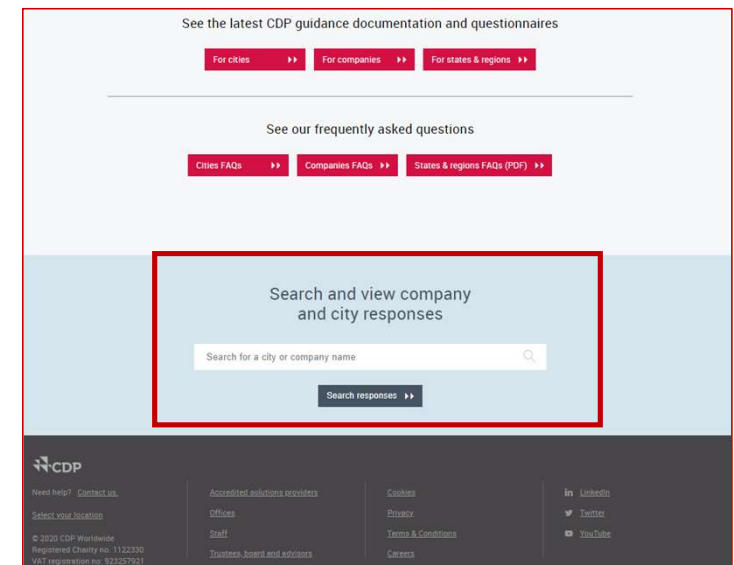 See the latest CDP guidance documentation and questionnaires
For cities
For companies
For states & regions
See our frequently asked questions
Cities FAQs
Companies FAQs
States & regions FAQs (PDF)
Search and view company
and city responses
Search for a city or company name
Search responses
CDP
Need help? Contact us.
Select your location
© 2020 CDP Worldwide
Registered Charity no. 1122330
VAT registration no: 923257921
Accredited solutions providers
Offices
Staff
Trustees, board and advisors
Cookies
Privacy
Terms & Conditions
Careers
LinkedIn
Twitter
YouTube